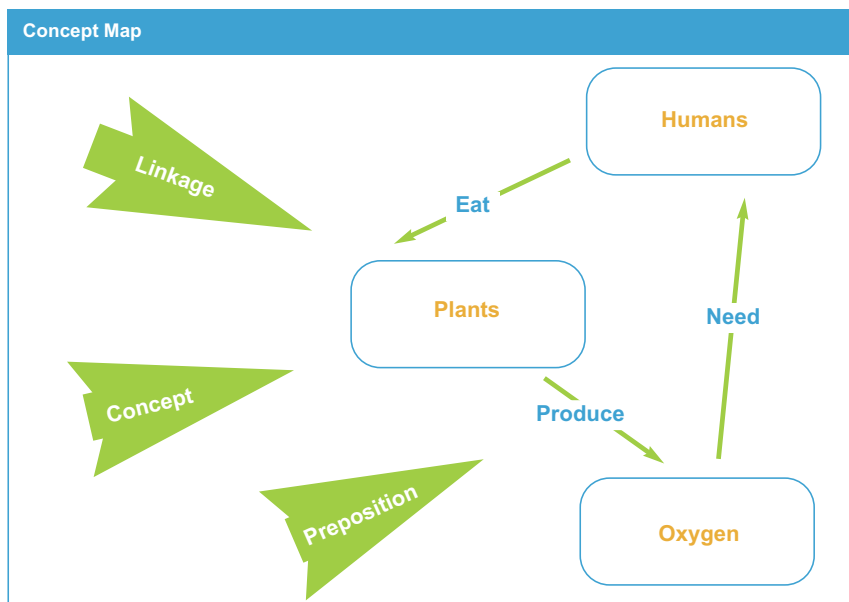 Concept Map
Humans
Linkage
Eat
Plants
Need
Concept
Produce
Preposition
Oxygen